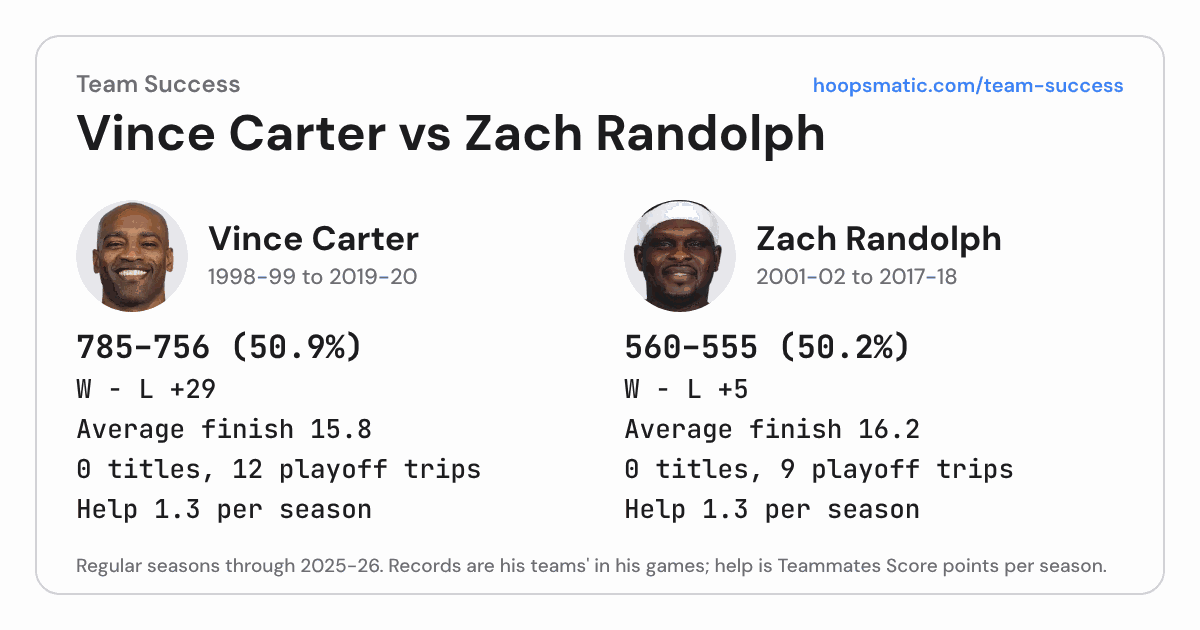 Team Success
hoopsmatic.com/team-success
Vince Carter vs Zach Randolph
Vince Carter
1998-99 to 2019-20
785-756 (50.9%)
W - L +29
Average finish 15.8
0 titles, 12 playoff trips
Help 1.3 per season
Zach Randolph
2001-02 to 2017-18
560-555 (50.2%)
W - L +5
Average finish 16.2
0 titles, 9 playoff trips
Help 1.3 per season
Regular seasons through 2025-26. Records are his teams' in his games; help is Teammates Score points per season.